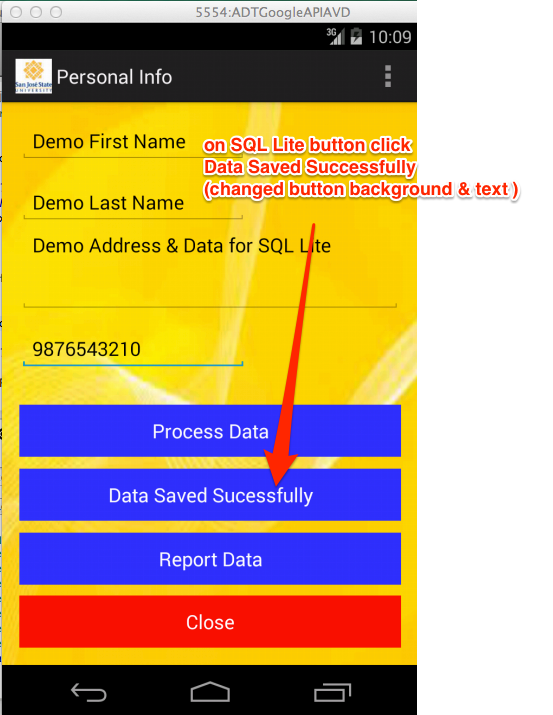 5554:ADTGoogleAPIAVD
3G 10:09
San José State
UNIVERSITY
Personal Info
Demo First Name
on SQL Lite button click
Data Saved Successfully
(changed button background & text )
Demo Last Name
Demo Address & Data for SQL Lite
9876543210
Process Data
Data Saved Sucessfully
Report Data
Close